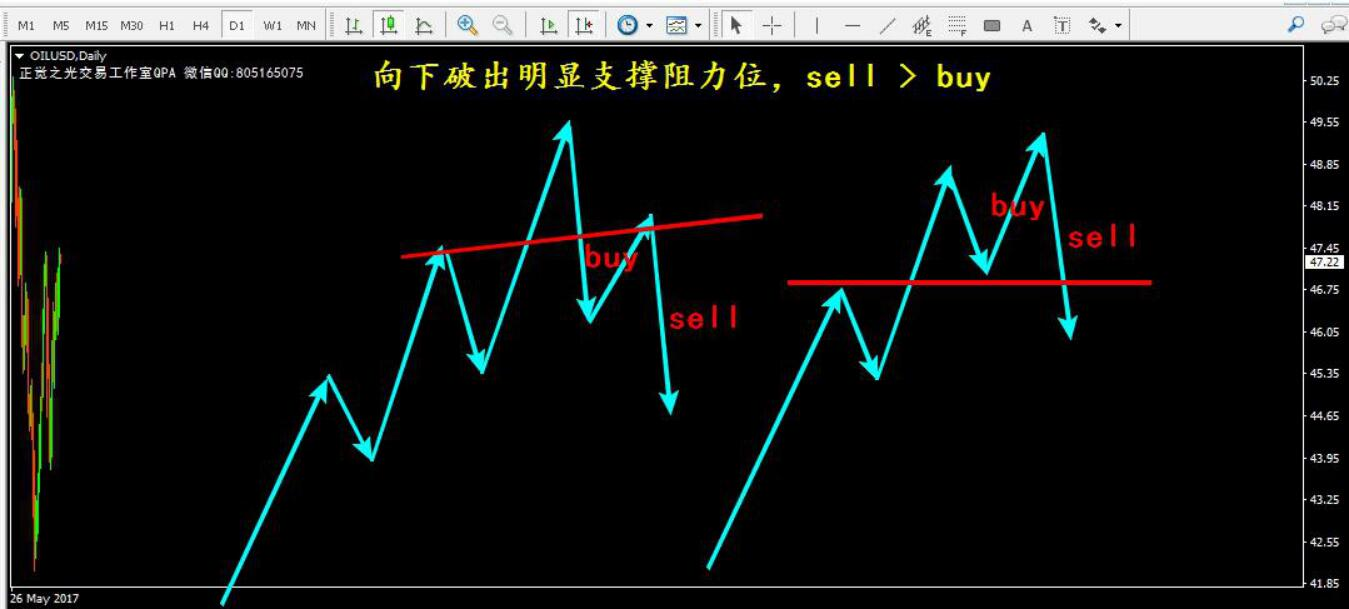 M1 M5 M15 M30 H1 H4 D1 W1 MN E F A T
OILUSD,Daily
正觉之光交易工作室QPA 微信QQ:805165075
向下破出明显支撑阻力位，sell > buy
50.25
49.55
48.85
48.15
buy
sell
47.45
buy
47.22
46.75
sell
46.05
45.35
44.65
43.95
43.25
42.55
41.85
26 May 2017